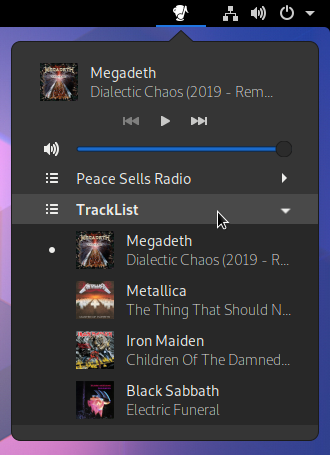 Megadeth
Dialectic Chaos (2019 - Rem...
Peace Sells Radio
TrackList
Megadeth
Dialectic Chaos (2019 - R...
Metallica
The Thing That Should N...
Iron Maiden
Children Of The Damned...
Black Sabbath
Electric Funeral